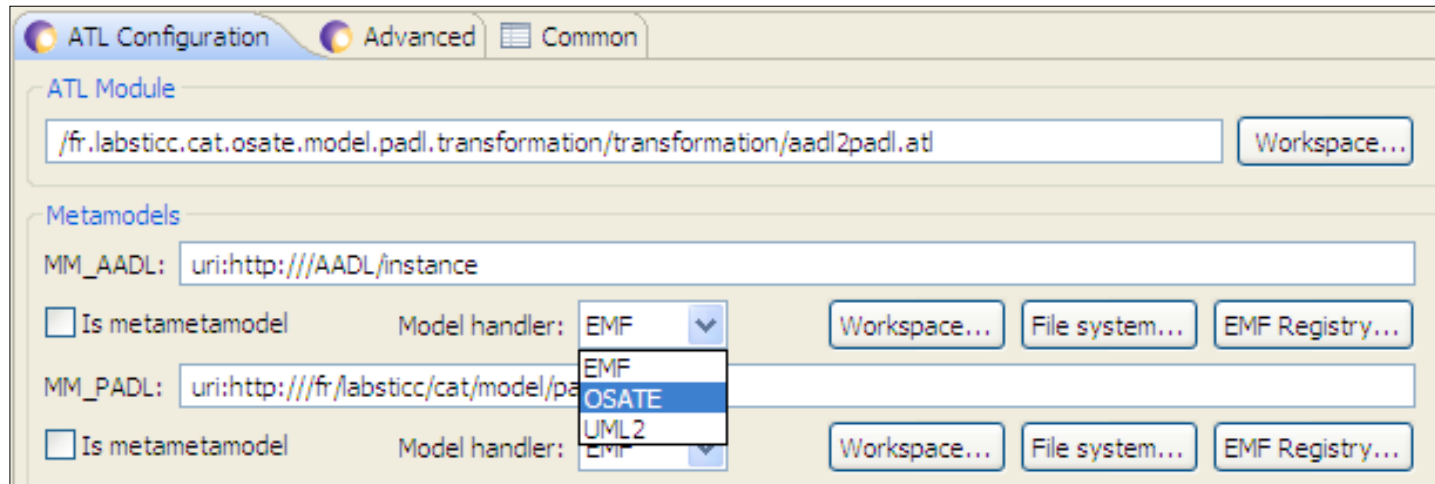 ATL Configuration Advanced Common
ATL Module
/fr.labsticc.cat.osate.model.padl.transformation/transformation/aadl2padl.atl Workspace...
Metamodels
MM_AADL: uri:http:///AADL/instance
Is metametamodel Model handler: EMF Workspace... File system... EMF Registry...
EMF
MM_PADL: uri:http:///fr/labsticc/cat/model/pa
OSATE
UML2
Is metametamodel Model handler: EMF Workspace... File system... EMF Registry...